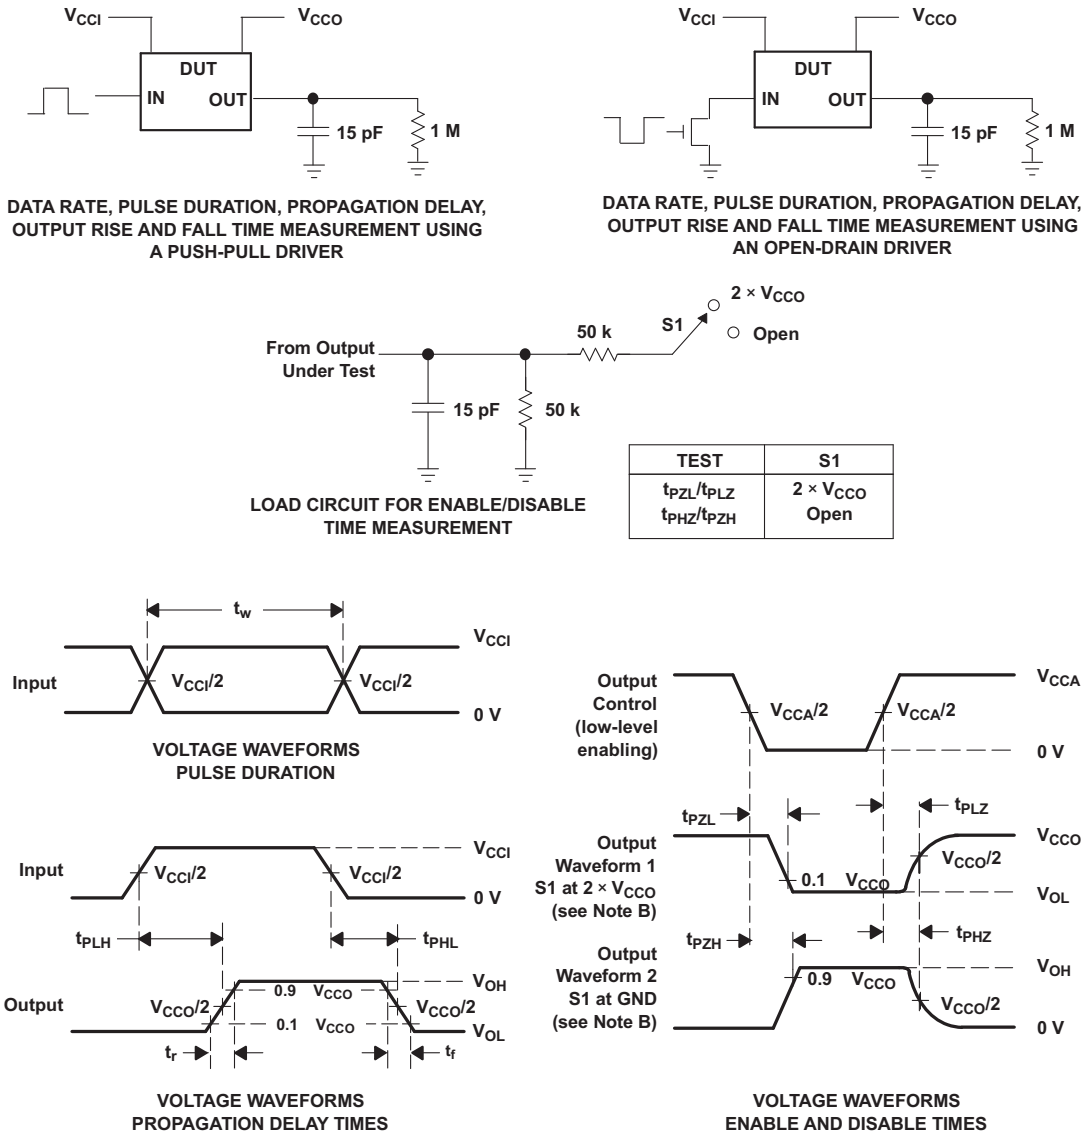 VCCI
VCCO
DUT
IN
OUT
15 pF
1 M
DATA RATE, PULSE DURATION, PROPAGATION DELAY,
OUTPUT RISE AND FALL TIME MEASUREMENT USING
A PUSH-PULL DRIVER
VCCI
VCCO
DUT
IN
OUT
15 pF
1 M
DATA RATE, PULSE DURATION, PROPAGATION DELAY,
OUTPUT RISE AND FALL TIME MEASUREMENT USING
AN OPEN-DRAIN DRIVER
2 × VCCO
S1
Open
50 k
From Output
Under Test
15 pF
50 k
LOAD CIRCUIT FOR ENABLE/DISABLE
TIME MEASUREMENT
TEST S1
tPZL/tPLZ 2 × VCCO
tPHZ/tPZH Open
tw
VCCI
Input
VCCI/2
VCCI/2
0 V
VOLTAGE WAVEFORMS
PULSE DURATION
Input
VCCI
VCCI/2
VCCI/2
0 V
tPLH
tPHL
Output
VOH
0.9 VCCO
VCCO/2
VCCO/2
0.1 VCCO
VOL
tr
tf
VOLTAGE WAVEFORMS
PROPAGATION DELAY TIMES
Output
Control
(low-level
enabling)
VCCA
VCCA/2
VCCA/2
0 V
tPZL
tPLZ
Output
Waveform 1
S1 at 2 × VCCO
(see Note B)
VCCO
VCCO/2
0.1 VCCO
VOL
tPZH
tPHZ
Output
Waveform 2
S1 at GND
(see Note B)
VOH
0.9 VCCO
VCCO/2
0 V
VOLTAGE WAVEFORMS
ENABLE AND DISABLE TIMES